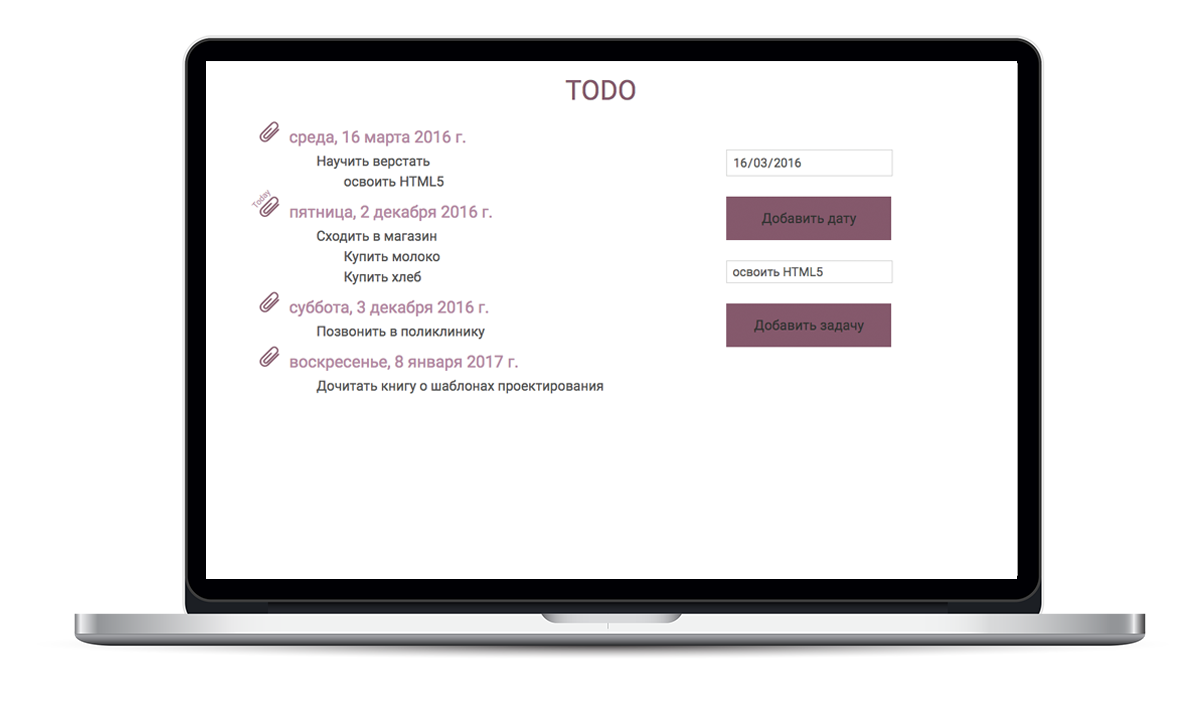 TODO
среда, 16 марта 2016 г.
Научить верстать
освоить HTML5
Today
пятница, 2 декабря 2016 г.
Сходить в магазин
Купить молоко
Купить хлеб
суббота, 3 декабря 2016 г.
Позвонить в поликлинику
воскресенье, 8 января 2017 г.
Дочитать книгу о шаблонах проектирования
16/03/2016
Добавить дату
освоить HTML5
Добавить задачу